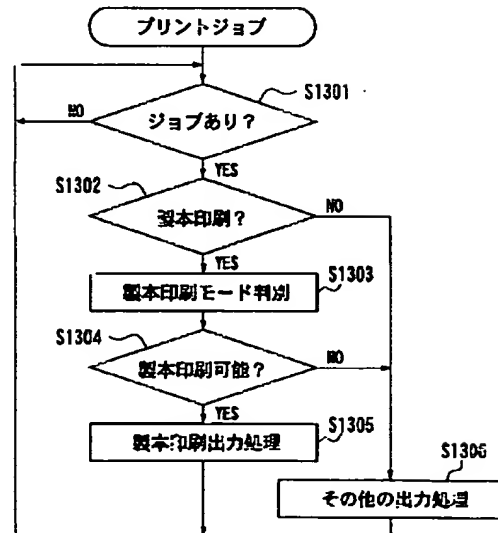 プリントジョブ
S1301
NO
ジョブあり?
YES
S1302
製本印刷?
NO
YES
S1303
製本印刷モード判別
S1304
製本印刷可能?
NO
YES
S1305
製本印刷出力処理
S1306
その他の出力処理